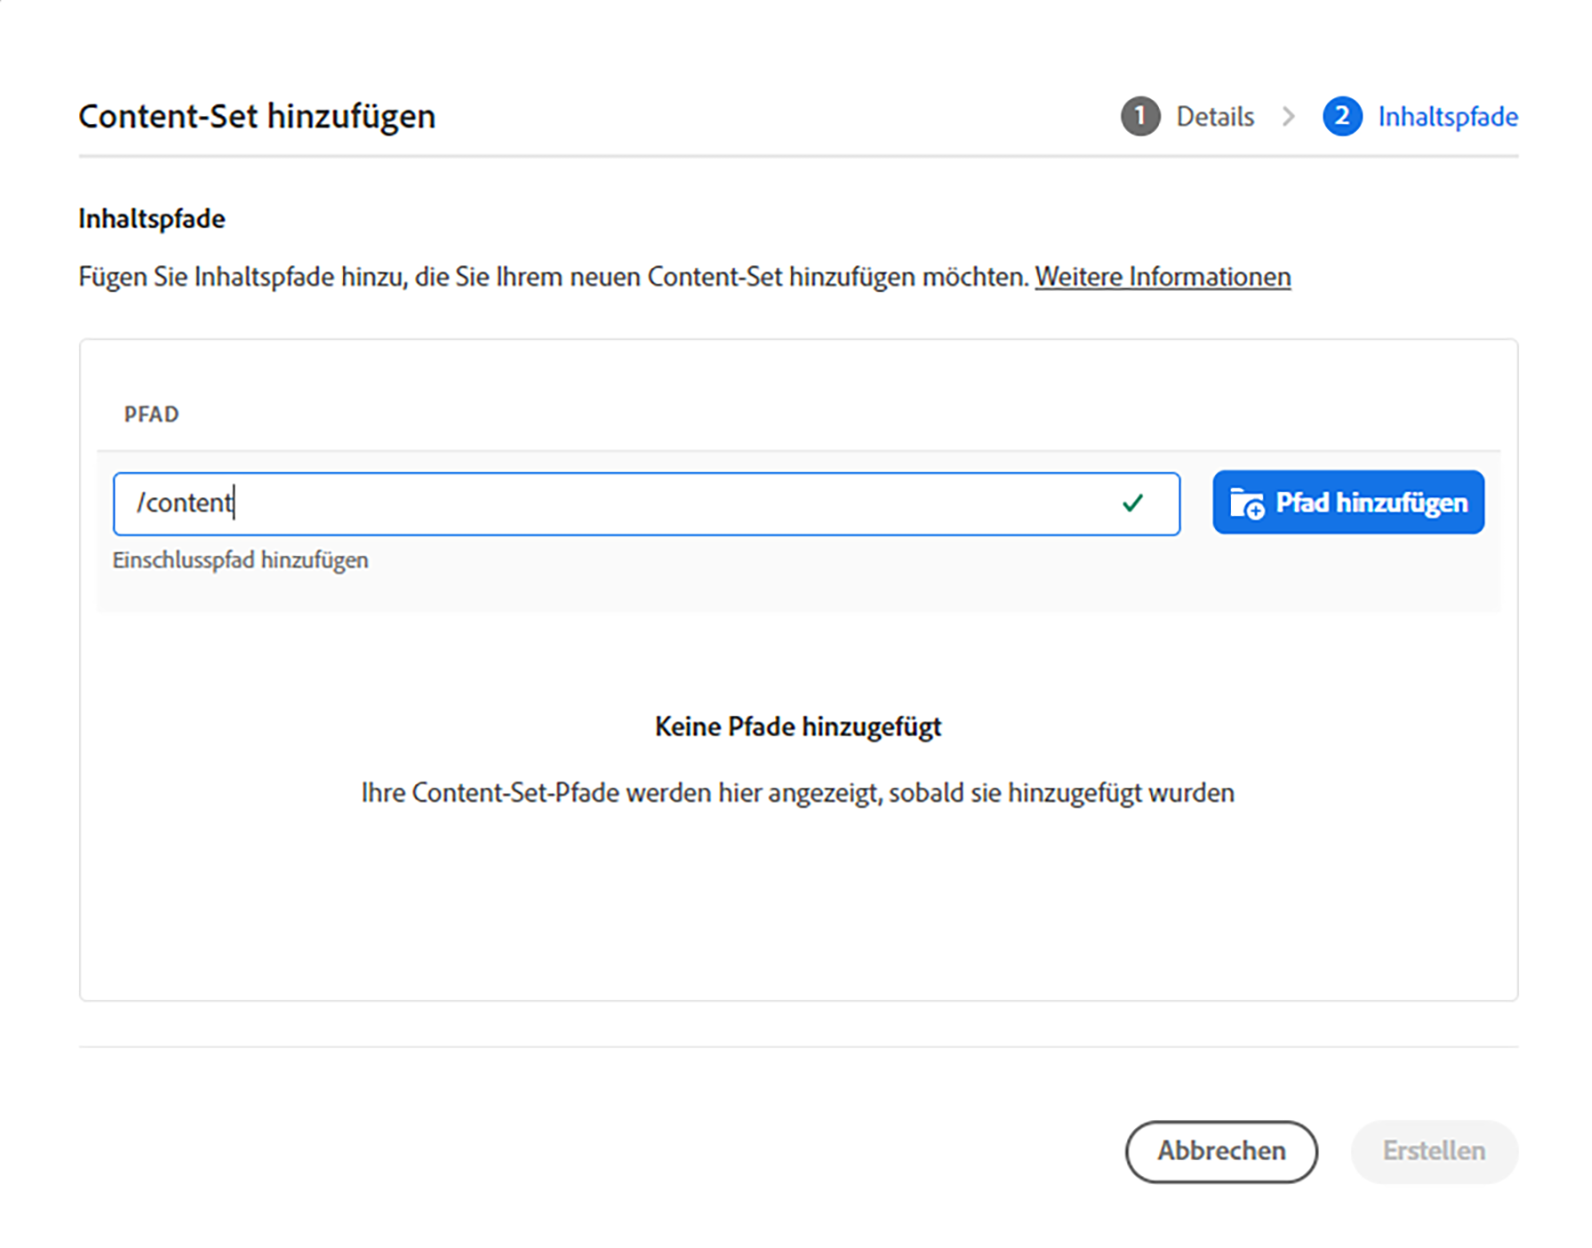 Content-Set hinzufügen
1 Details > 2 Inhaltspfade
Inhaltspfade
Fügen Sie Inhaltspfade hinzu, die Sie Ihrem neuen Content-Set hinzufügen möchten. Weitere Informationen
PFAD
/content
Pfad hinzufügen
Einschlusspfad hinzufügen
Keine Pfade hinzugefügt
Ihre Content-Set-Pfade werden hier angezeigt, sobald sie hinzugefügt wurden
Abbrechen
Erstellen